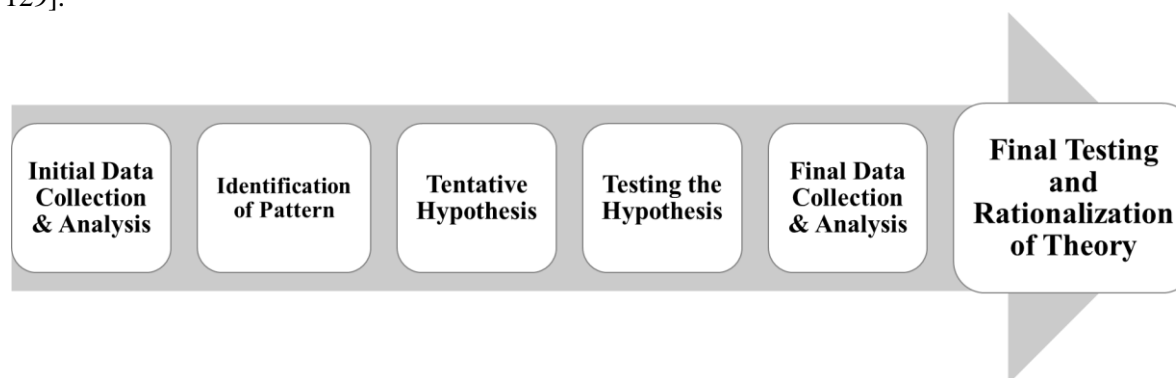 129].
Initial Data
Collection
& Analysis
Identification
of Pattern
Tentative
Hypothesis
Testing the
Hypothesis
Final Data
Collection
& Analysis
Final Testing
and
Rationalization
of Theory